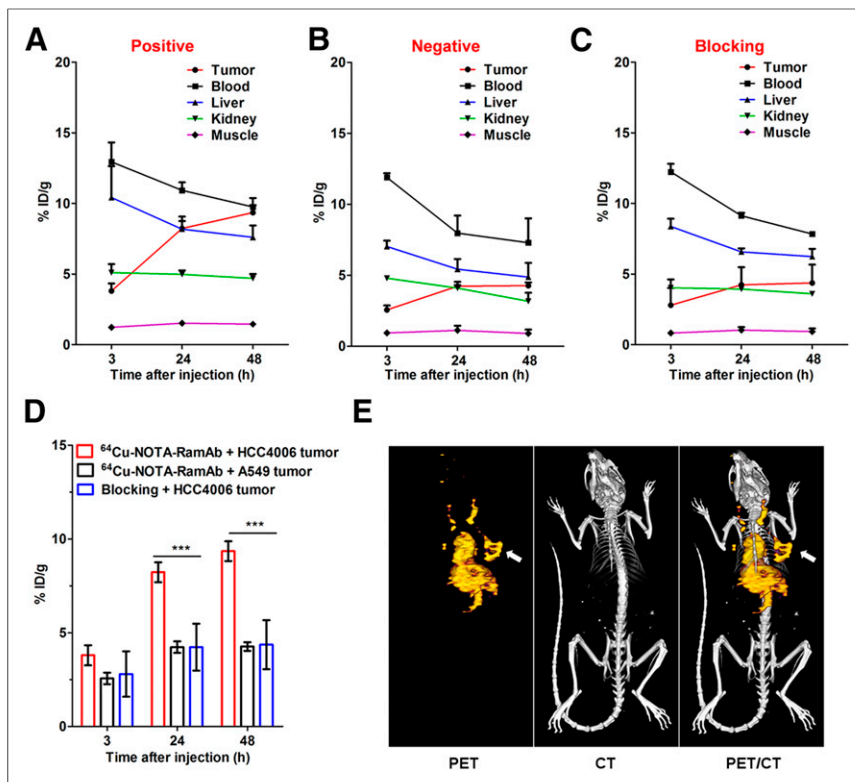 A
Positive
Tumor
Blood
Liver
Kidney
Muscle
% ID/g
20
15
10
5
0
3
24
48
Time after injection (h)
B
Negative
Tumor
Blood
Liver
Kidney
Muscle
% ID/g
20
15
10
5
0
3
24
48
Time after injection (h)
C
Blocking
Tumor
Blood
Liver
Kidney
Muscle
% ID/g
20
15
10
5
0
3
24
48
Time after injection (h)
D
⁶⁴Cu-NOTA-RamAb + HCC4006 tumor
⁶⁴Cu-NOTA-RamAb + A549 tumor
Blocking + HCC4006 tumor
% ID/g
15
10
5
0
***
***
3
24
48
Time after injection (h)
E
PET
CT
PET/CT